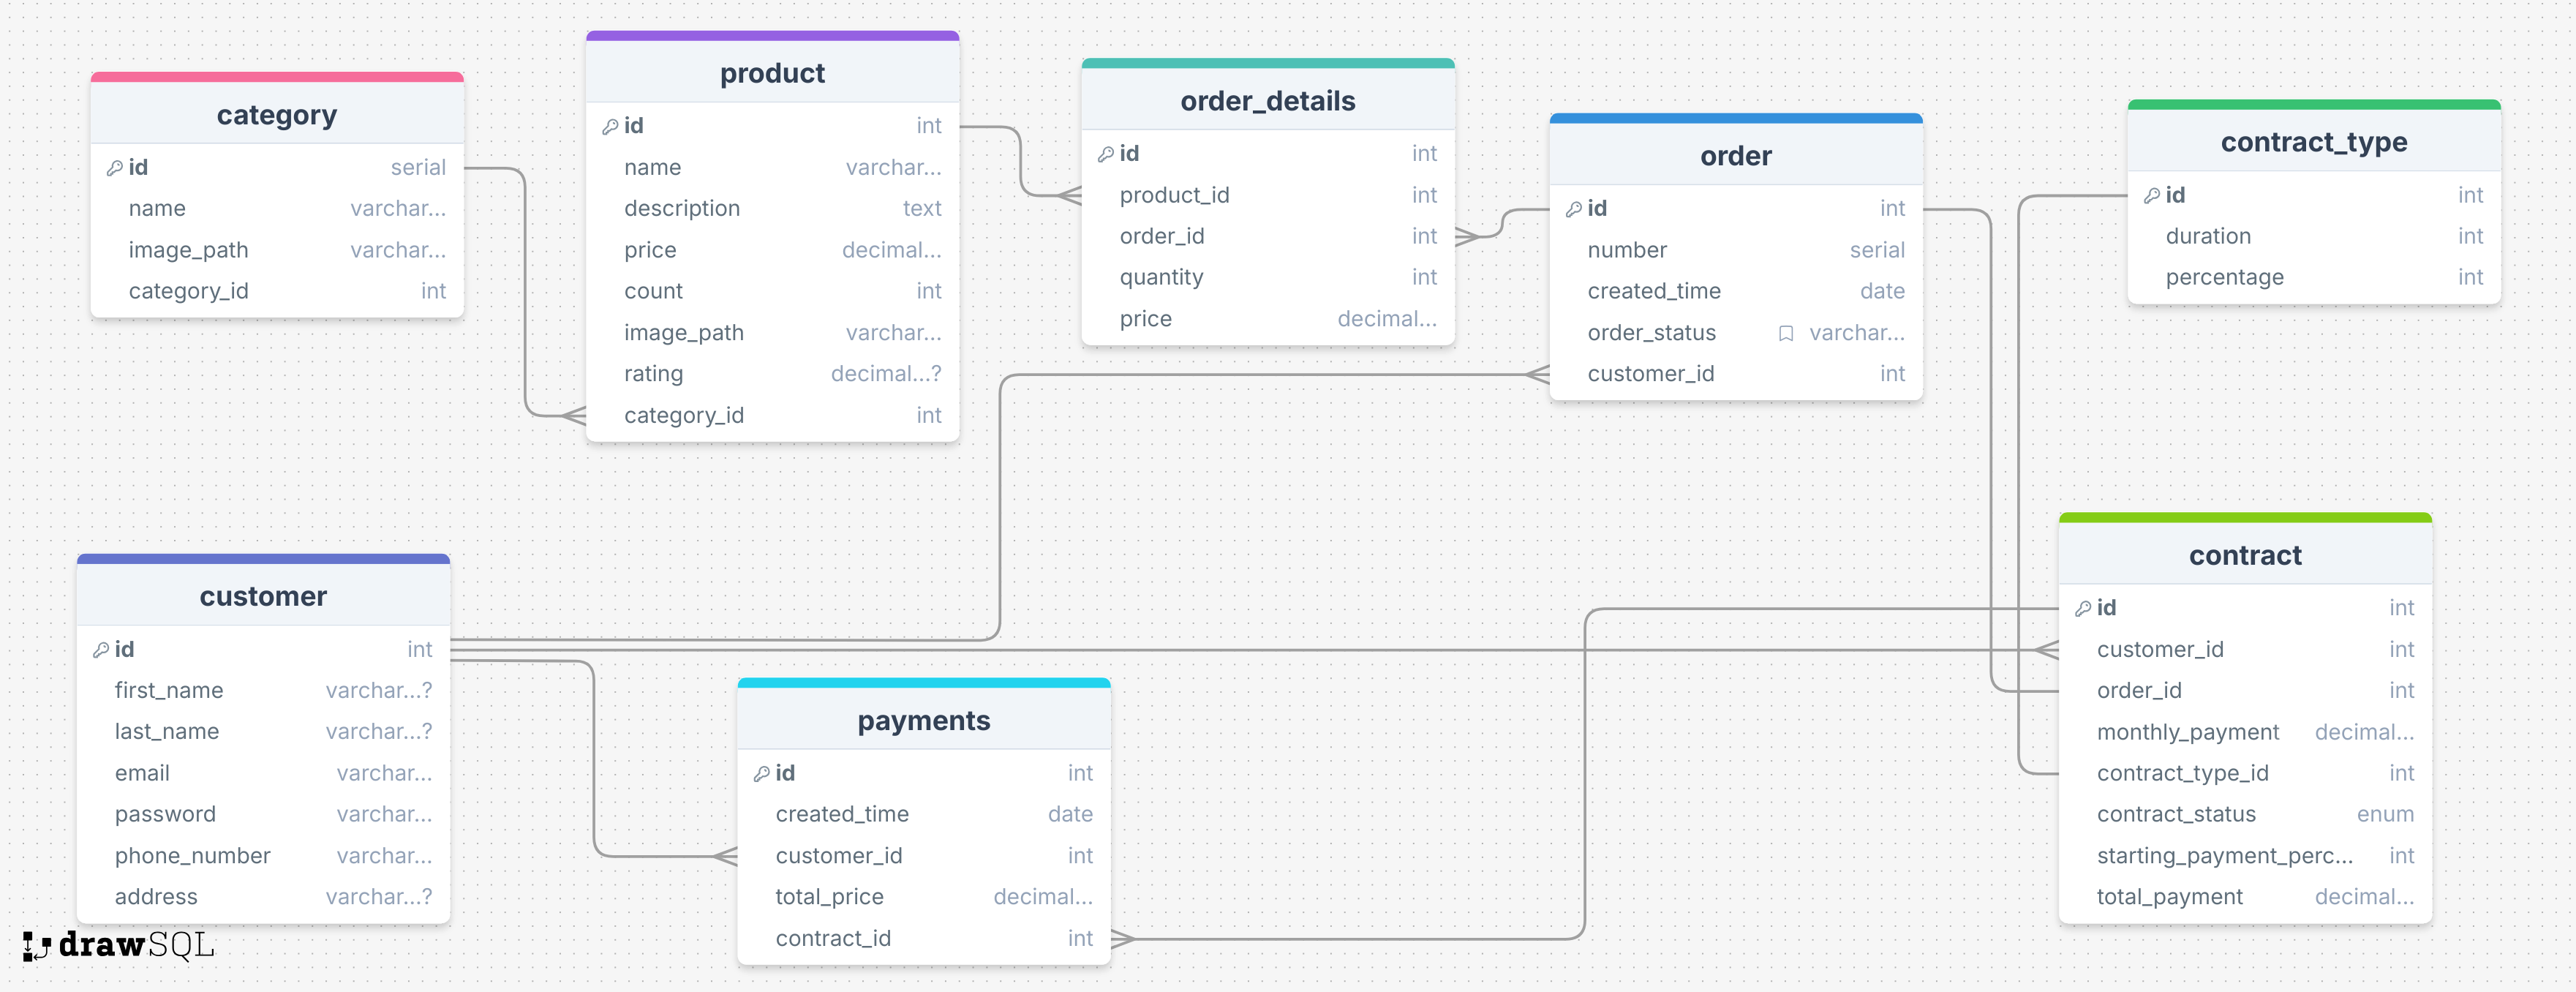 category
id serial
name varchar...
image_path varchar...
category_id int
product
id int
name varchar...
description text
price decimal...
count int
image_path varchar...
rating decimal...?
category_id int
order_details
id int
product_id int
order_id int
quantity int
price decimal...
order
id int
number serial
created_time date
order_status varchar...
customer_id int
contract_type
id int
duration int
percentage int
customer
id int
first_name varchar...?
last_name varchar...?
email varchar...
password varchar...
phone_number varchar...
address varchar...?
payments
id int
created_time date
customer_id int
total_price decimal...
contract_id int
contract
id int
customer_id int
order_id int
monthly_payment decimal...
contract_type_id int
contract_status enum
starting_payment_perc... int
total_payment decimal...
drawSQL